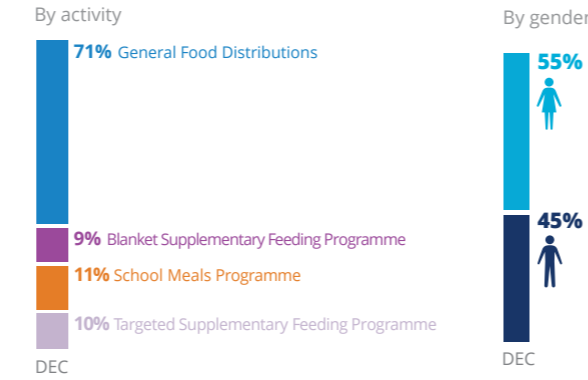 By activity
71% General Food Distributions
9% Blanket Supplementary Feeding Programme
11% School Meals Programme
10% Targeted Supplementary Feeding Programme
DEC
By gender
55%
45%
DEC